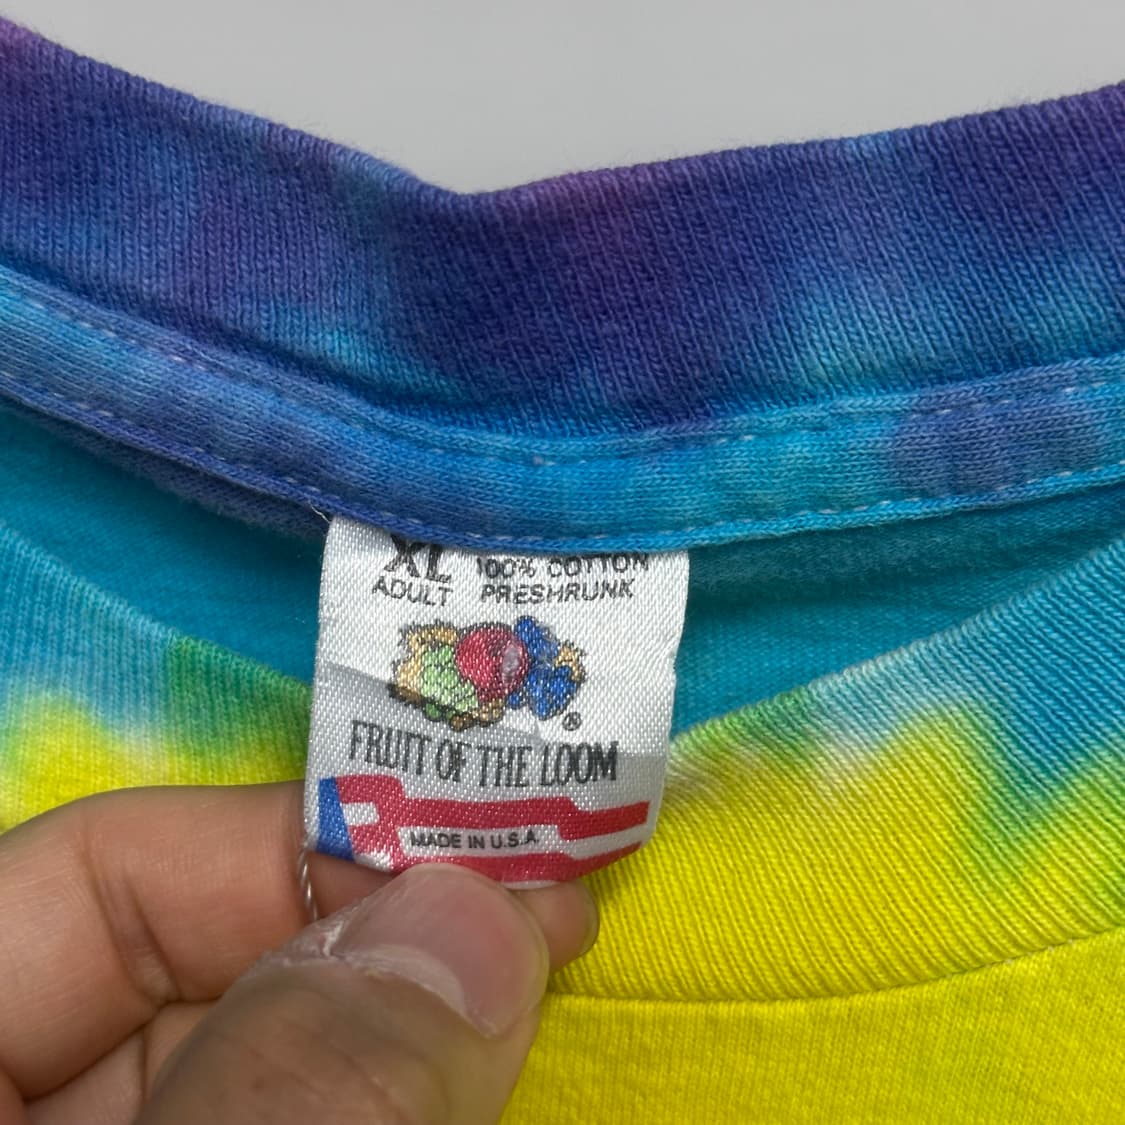 XL 100% COTTON
ADULT PRESHRUNK
®
FRUIT OF THE LOOM
MADE IN U.S.A.